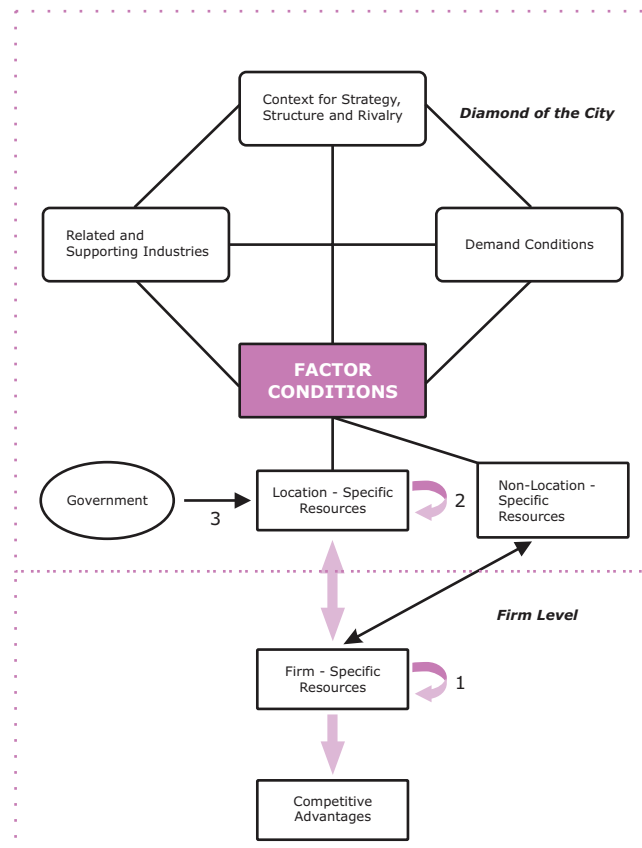 Context for Strategy,
Structure and Rivalry
Diamond of the City
Related and
Supporting Industries
Demand Conditions
FACTOR
CONDITIONS
Government
3
Location - Specific
Resources
2
Non-Location -
Specific
Resources
Firm Level
Firm - Specific
Resources
1
Competitive
Advantages